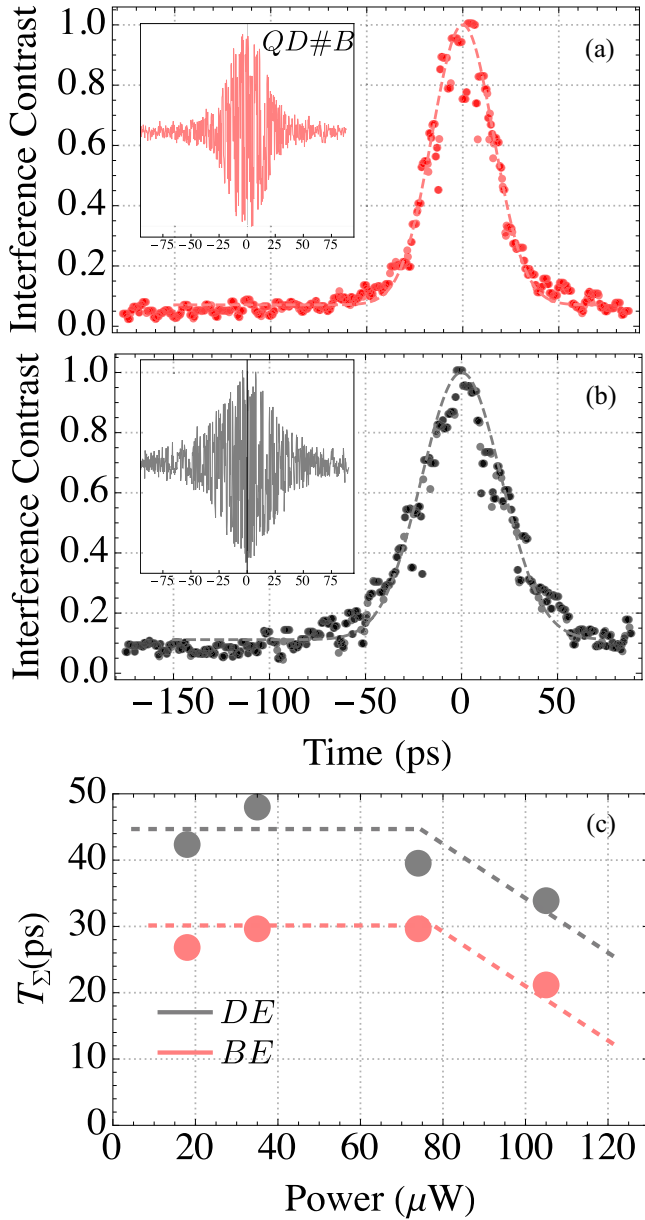 Interference Contrast
1.0
0.8
0.6
0.4
0.2
0.0
QD#B
-75 -50 -25 0 25 50 75
(a)
Interference Contrast
1.0
0.8
0.6
0.4
0.2
0.0
-75 -50 -25 0 25 50 75
(b)
−150 −100 −50 0 50
Time (ps)
T_Σ(ps)
50
40
30
20
10
0
(c)
DE
BE
0 20 40 60 80 100 120
Power (μW)